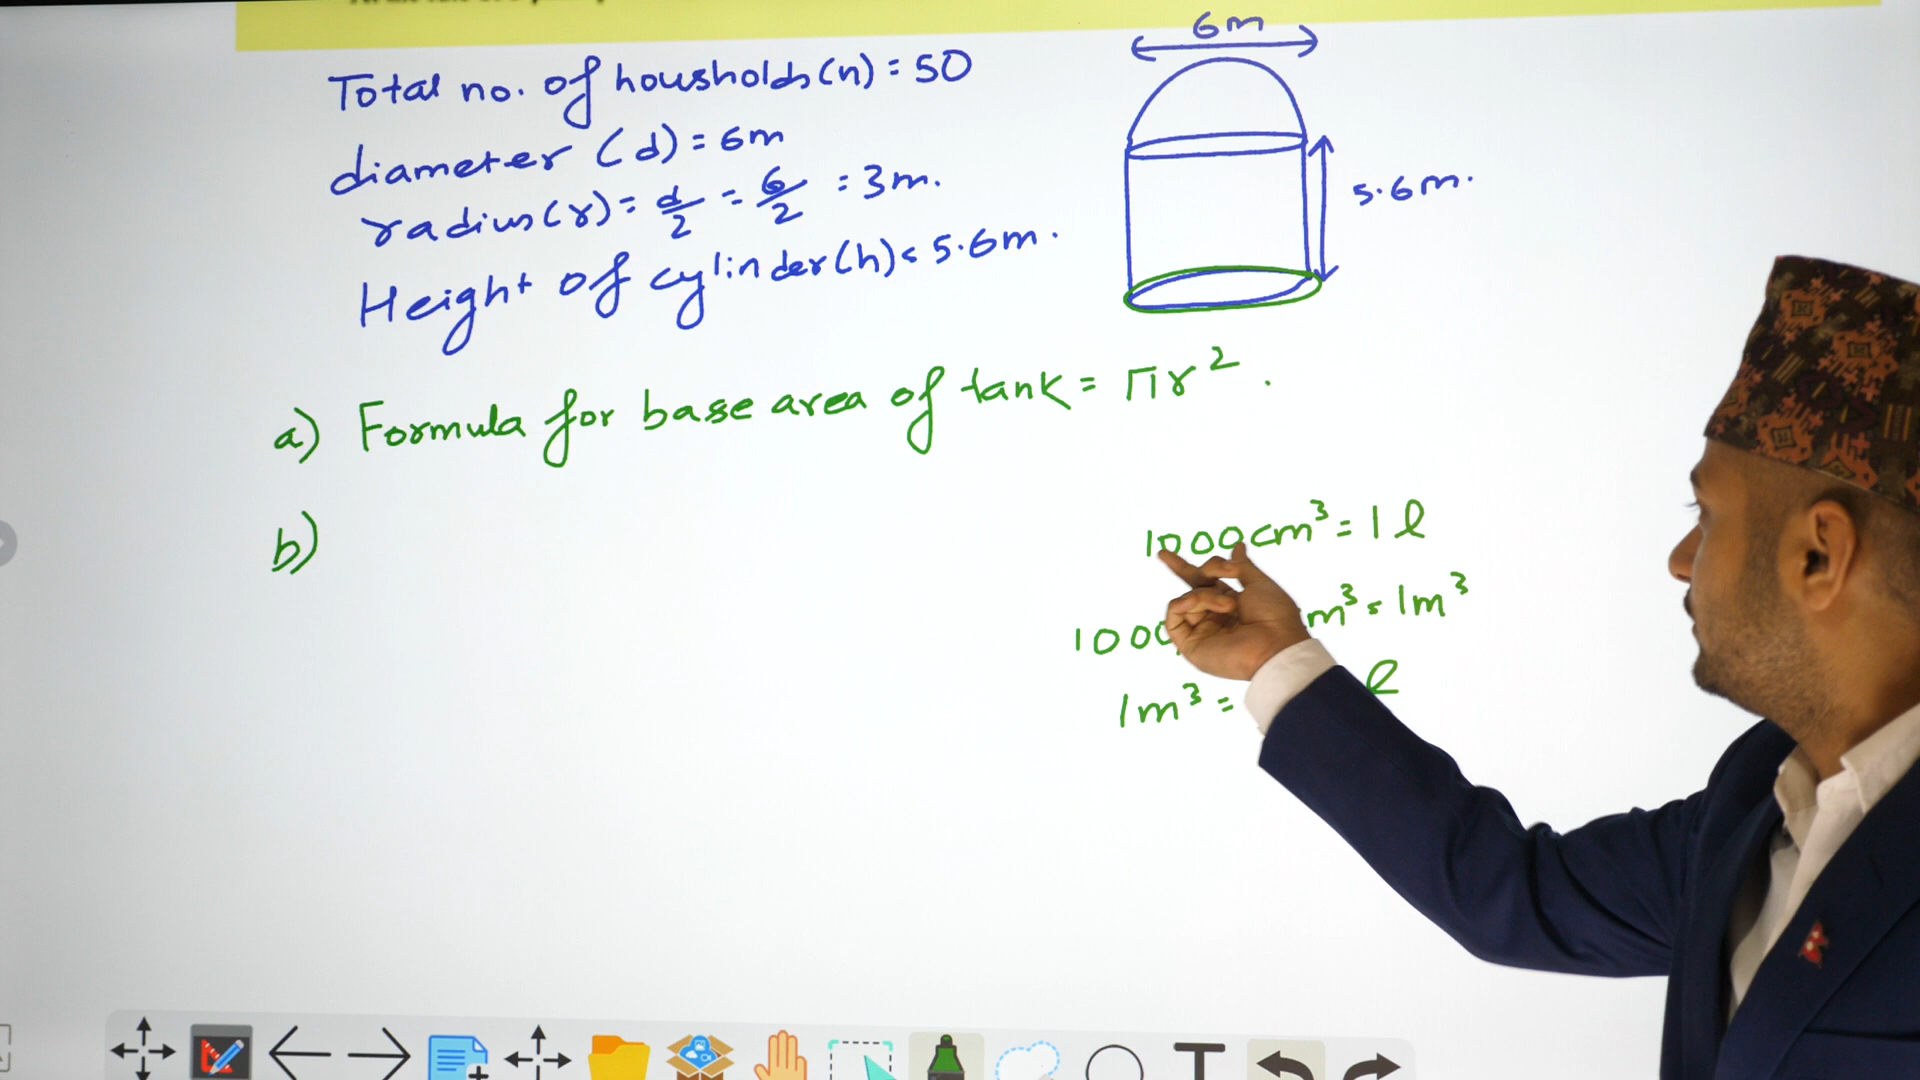 6m
Total no. of housholds(n) = 50
diameter (d) = 6m
radius(r) = d/2 = 6/2 = 3m.
Height of cylinder(h) = 5.6m.
5.6m.
a) Formula for base area of tank = πr².
b)
1000cm³ = 1 l
m³ = 1m³
1m³ = l
T